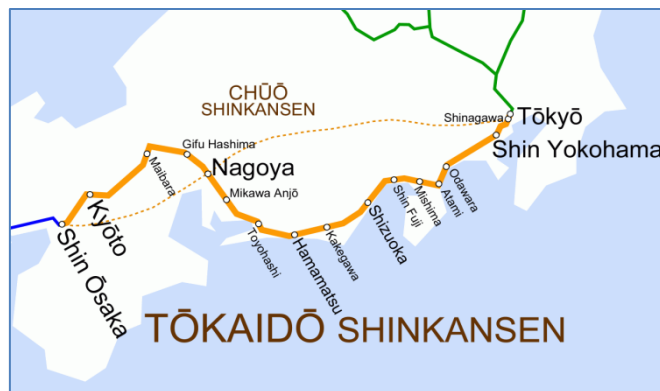 CHŪŌ
SHINKANSEN
Shinagawa
Tōkyō
Shin Yokohama
Gifu Hashima
Maibara
Nagoya
Mikawa Anjō
Odawara
Atami
Mishima
Shin Fuji
Shizuoka
Kakegawa
Hamamatsu
Toyohashi
Kyōto
Shin Ōsaka
TŌKAIDŌ SHINKANSEN